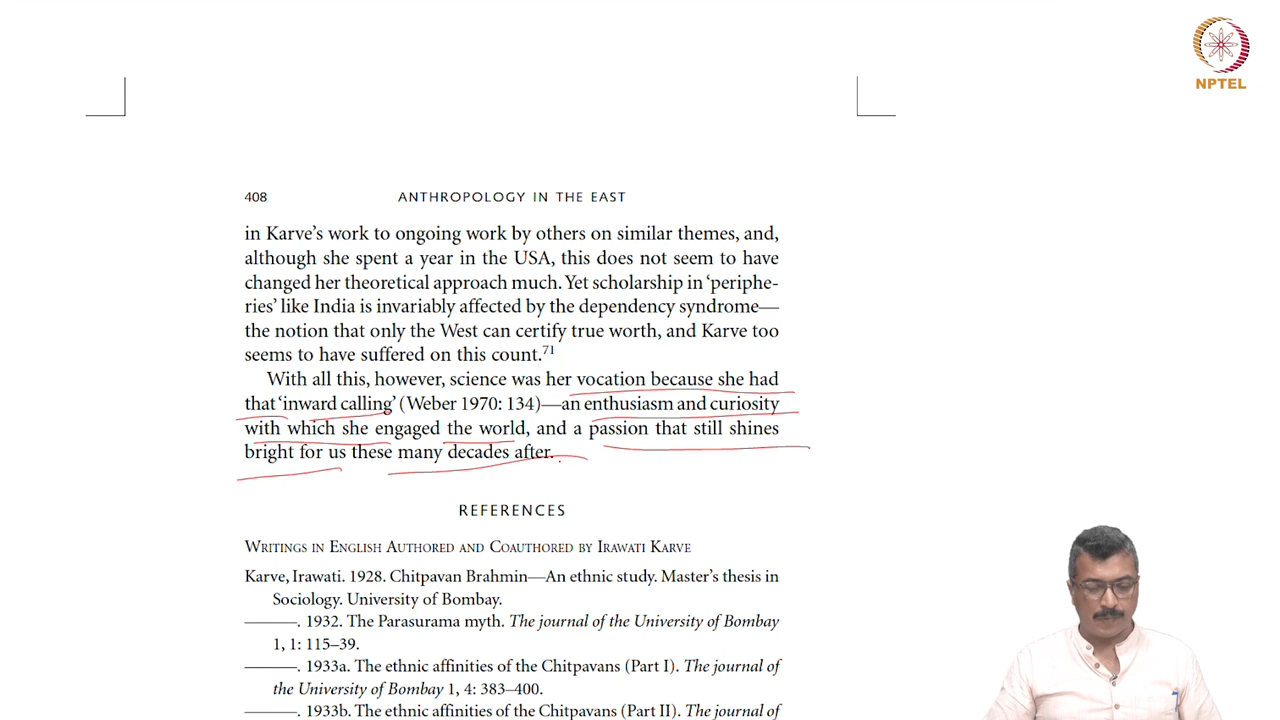 NPTEL
408 ANTHROPOLOGY IN THE EAST
in Karve’s work to ongoing work by others on similar themes, and,
although she spent a year in the USA, this does not seem to have
changed her theoretical approach much. Yet scholarship in ‘periphe-
ries’ like India is invariably affected by the dependency syndrome—
the notion that only the West can certify true worth, and Karve too
seems to have suffered on this count.71
With all this, however, science was her vocation because she had
that ‘inward calling’ (Weber 1970: 134)—an enthusiasm and curiosity
with which she engaged the world, and a passion that still shines
bright for us these many decades after.
REFERENCES
WRITINGS IN ENGLISH AUTHORED AND COAUTHORED BY IRAWATI KARVE
Karve, Irawati. 1928. Chitpavan Brahmin—An ethnic study. Master’s thesis in
Sociology. University of Bombay.
———. 1932. The Parasurama myth. The journal of the University of Bombay
1, 1: 115–39.
———. 1933a. The ethnic affinities of the Chitpavans (Part I). The journal of
the University of Bombay 1, 4: 383–400.
———. 1933b. The ethnic affinities of the Chitpavans (Part II). The journal of